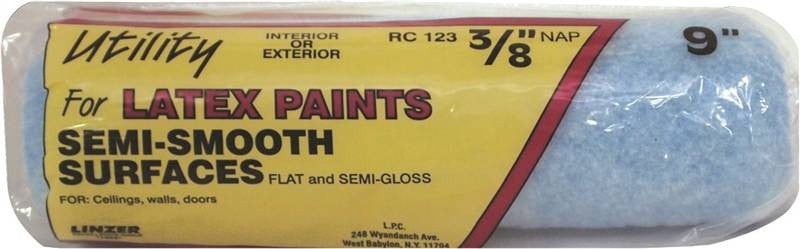 Utility
INTERIOR
OR
EXTERIOR
RC 123 3/8" NAP
9"
For LATEX PAINTS
SEMI-SMOOTH
SURFACES FLAT and SEMI-GLOSS
FOR: Ceilings, walls, doors
LINZER
L.P.C.
248 Wyandanch Ave.
West Babylon, N.Y. 11704